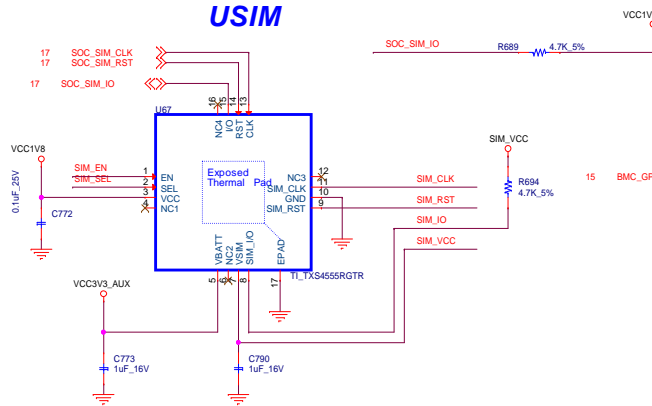 USIM
VCC1V
17 SOC_SIM_CLK
17 SOC_SIM_RST
17 SOC_SIM_IO
SOC_SIM_IO
R689 4.7K_5%
16 15 14 13
U67
NC4 I/O RST CLK
VCC1V8
SIM_VCC
SIM_EN 1 EN
SIM_SEL 2 SEL
3 VCC
4 NC1
Exposed
Thermal Pad
NC3 12
SIM_CLK 11 SIM_CLK
GND 10
SIM_RST 9 SIM_RST
SIM_IO
SIM_VCC
R694
4.7K_5%
15 BMC_GP
0.1uF_25V
C772
VBATT NC2 VSIM SIM_I/O EPAD
5 6 7 8 17
TI_TXS4555RGTR
VCC3V3_AUX
C773
1uF_16V
C790
1uF_16V